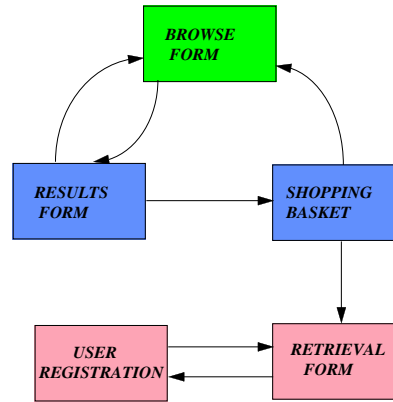 BROWSE
FORM
RESULTS
FORM
SHOPPING
BASKET
USER
REGISTRATION
RETRIEVAL
FORM